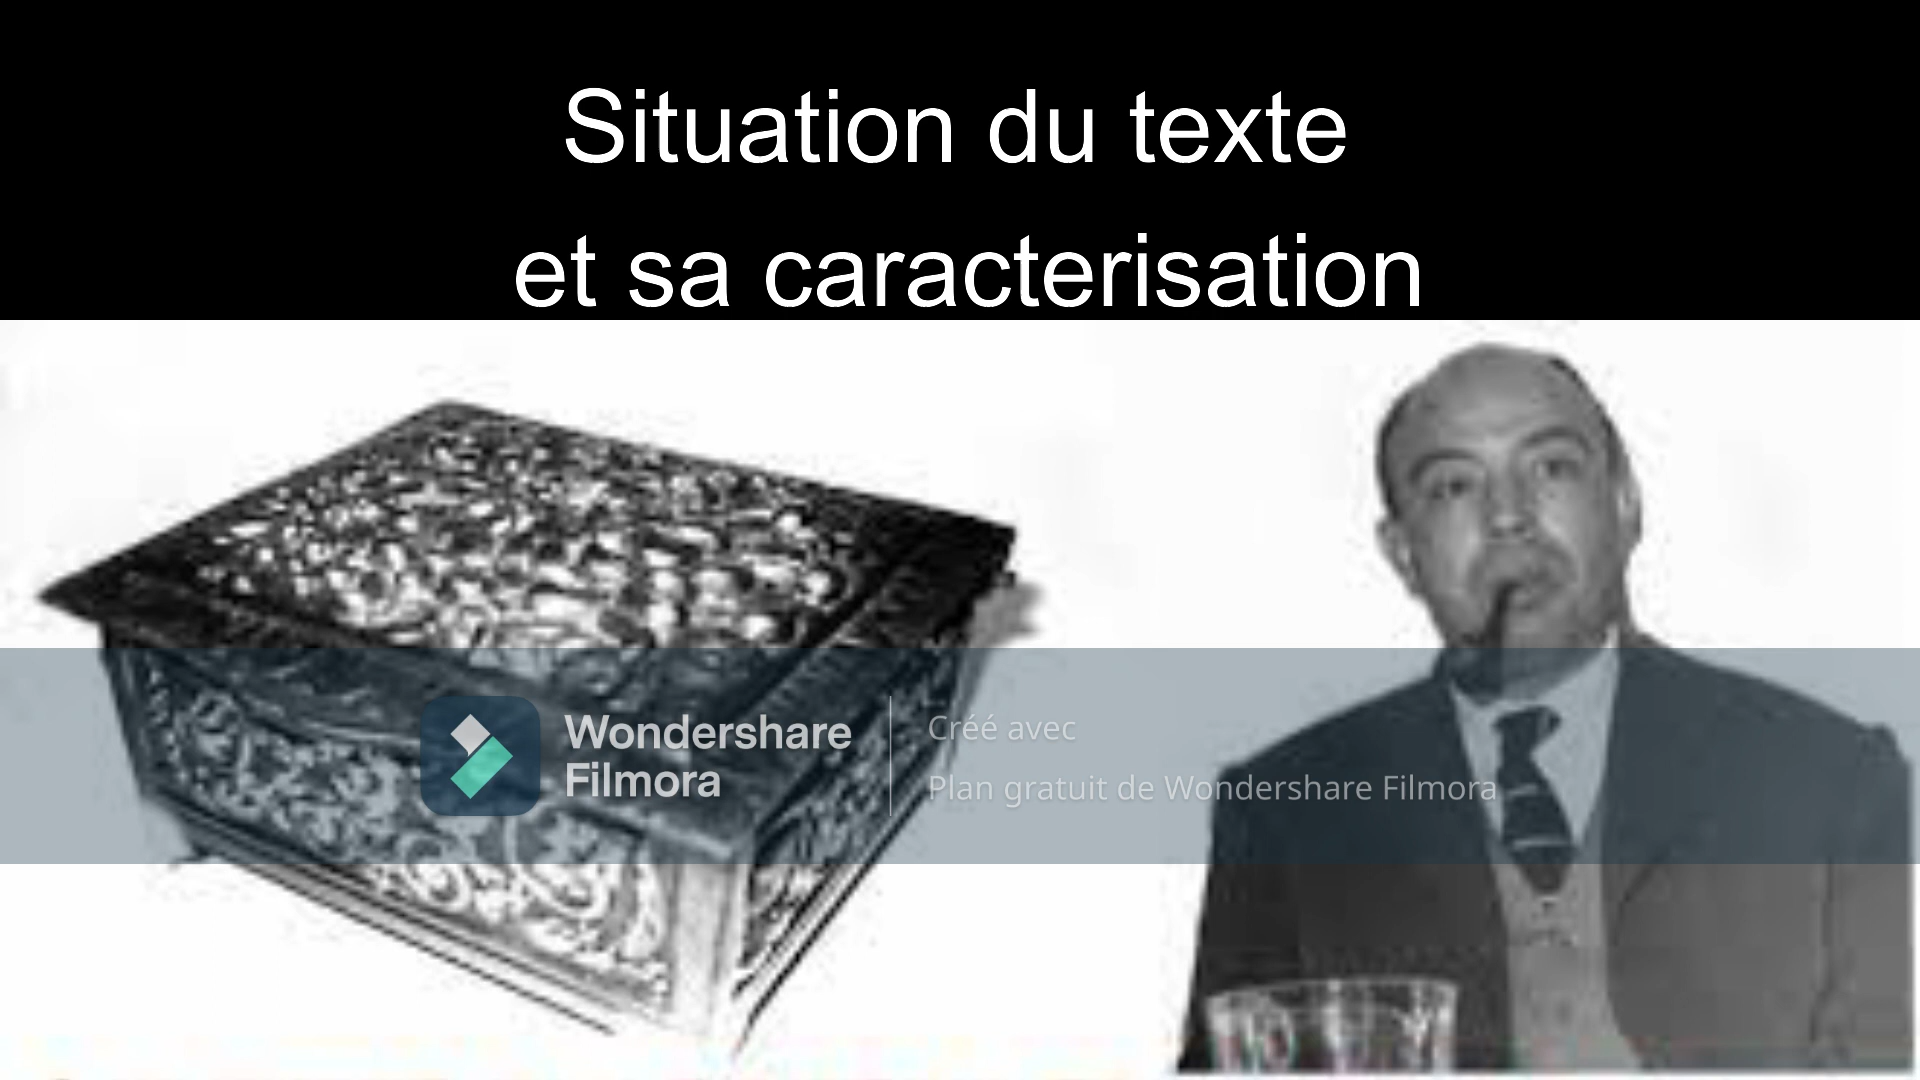 Situation du texte
et sa caracterisation
Wondershare
Filmora
Créé avec
Plan gratuit de Wondershare Filmora